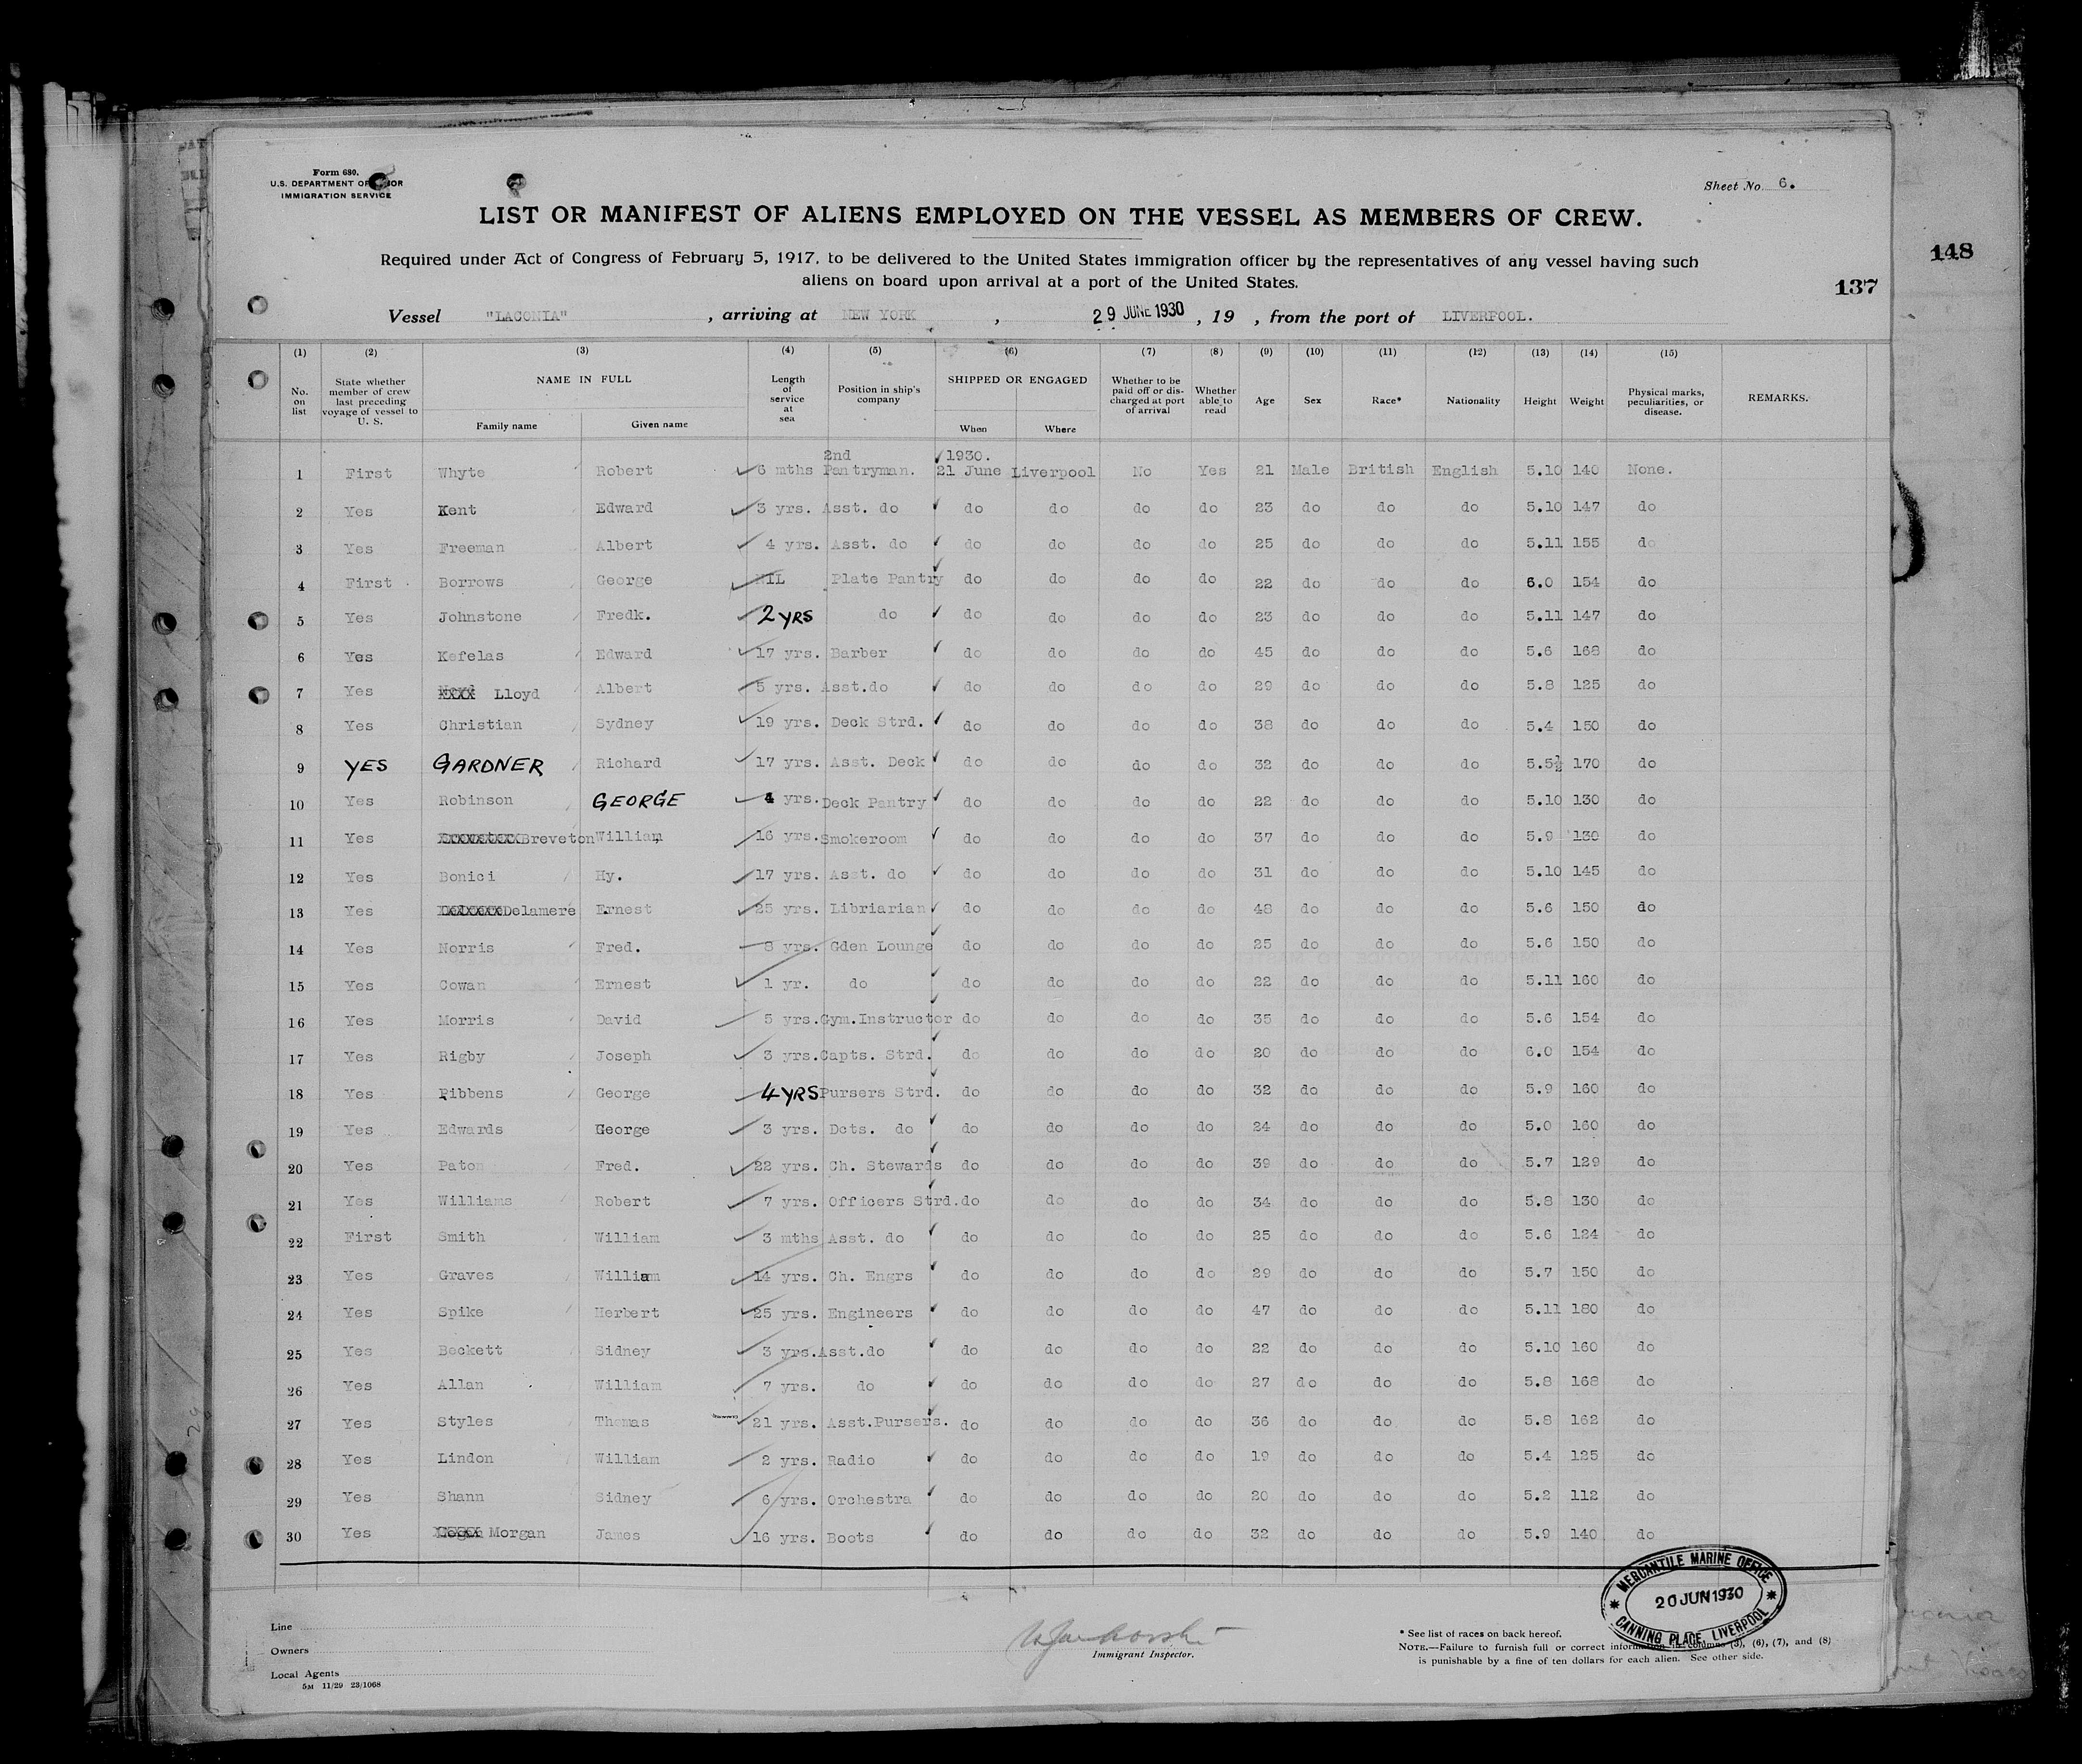 Form 680.
U.S. DEPARTMENT OF LABOR
IMMIGRATION SERVICE
Sheet No. 6.
LIST OR MANIFEST OF ALIENS EMPLOYED ON THE VESSEL AS MEMBERS OF CREW.
Required under Act of Congress of February 5, 1917, to be delivered to the United States immigration officer by the representatives of any vessel having such
aliens on board upon arrival at a port of the United States.
148
137
Vessel "LACONIA", arriving at NEW YORK, 29 JUNE 1930, 19 , from the port of LIVERPOOL.
(1) (2) (3) (4) (5) (6) (7) (8) (9) (10) (11) (12) (13) (14) (15)
No. on list State whether member of crew last preceding voyage of vessel to U. S. NAME IN FULL Family name Given name Length of service at sea Position in ship's company SHIPPED OR ENGAGED When Where Whether to be paid off or discharged at port of arrival Whether able to read Age Sex Race* Nationality Height Weight Physical marks, peculiarities, or disease. REMARKS.
1 First Whyte Robert 6 mths 2nd Pantryman. 1930. 21 June Liverpool No Yes 21 Male British English 5.10 140 None.
2 Yes Kent Edward 3 yrs. Asst. do do do do do 23 do do do 5.10 147 do
3 Yes Freeman Albert 4 yrs. Asst. do do do do do 25 do do do 5.11 155 do
4 First Borrows George NIL Plate Pantry do do do do 22 do do do 6.0 154 do
5 Yes Johnstone Fredk. 2 YRS do do do do do 23 do do do 5.11 147 do
6 Yes Kefelas Edward 17 yrs. Barber do do do do 45 do do do 5.6 168 do
7 Yes Lloyd Albert 5 yrs. Asst.do do do do do 29 do do do 5.8 125 do
8 Yes Christian Sydney 19 yrs. Deck Strd. do do do do 38 do do do 5.4 150 do
9 YES GARDNER Richard 17 yrs. Asst. Deck do do do do 32 do do do 5.5½ 170 do
10 Yes Robinson GEORGE 4 yrs. Deck Pantry do do do do 22 do do do 5.10 130 do
11 Yes Breveton William 16 yrs. Smokeroom do do do do 37 do do do 5.9 130 do
12 Yes Bonici Hy. 17 yrs. Asst. do do do do do 31 do do do 5.10 145 do
13 Yes Delamere Ernest 25 yrs. Libriarian do do do do 48 do do do 5.6 150 do
14 Yes Norris Fred. 8 yrs. Gden Lounge do do do do 25 do do do 5.6 150 do
15 Yes Cowan Ernest 1 yr. do do do do do 22 do do do 5.11 160 do
16 Yes Morris David 5 yrs. Gym.Instructor do do do do 35 do do do 5.6 154 do
17 Yes Rigby Joseph 3 yrs. Capts. Strd. do do do do 20 do do do 6.0 154 do
18 Yes Ribbens George 4 YRS Pursers Strd. do do do do 32 do do do 5.9 160 do
19 Yes Edwards George 3 yrs. Dcts. do do do do do 24 do do do 5.0 160 do
20 Yes Paton Fred. 22 yrs. Ch. Stewards do do do do 39 do do do 5.7 129 do
21 Yes Williams Robert 7 yrs. Officers Strd. do do do do 34 do do do 5.8 130 do
22 First Smith William 3 mths Asst. do do do do do 25 do do do 5.6 124 do
23 Yes Graves William 14 yrs. Ch. Engrs do do do do 29 do do do 5.7 150 do
24 Yes Spike Herbert 25 yrs. Engineers do do do do 47 do do do 5.11 180 do
25 Yes Beckett Sidney 3 yrs. Asst.do do do do do 22 do do do 5.10 160 do
26 Yes Allan William 7 yrs. do do do do do 27 do do do 5.8 168 do
27 Yes Styles Thomas 21 yrs. Asst.Pursers. do do do do 36 do do do 5.8 162 do
28 Yes Lindon William 2 yrs. Radio do do do do 19 do do do 5.4 125 do
29 Yes Shann Sidney 6 yrs. Orchestra do do do do 20 do do do 5.2 112 do
30 Yes Morgan James 16 yrs. Boots do do do do 32 do do do 5.9 140 do
MERCANTILE MARINE OFFICE
20 JUN 1930
CANNING PLACE, LIVERPOOL
Line
Owners
Local Agents
5M 11/29 23/1068
Immigrant Inspector.
* See list of races on back hereof.
NOTE.—Failure to furnish full or correct information in columns (3), (6), (7), and (8)
is punishable by a fine of ten dollars for each alien. See other side.